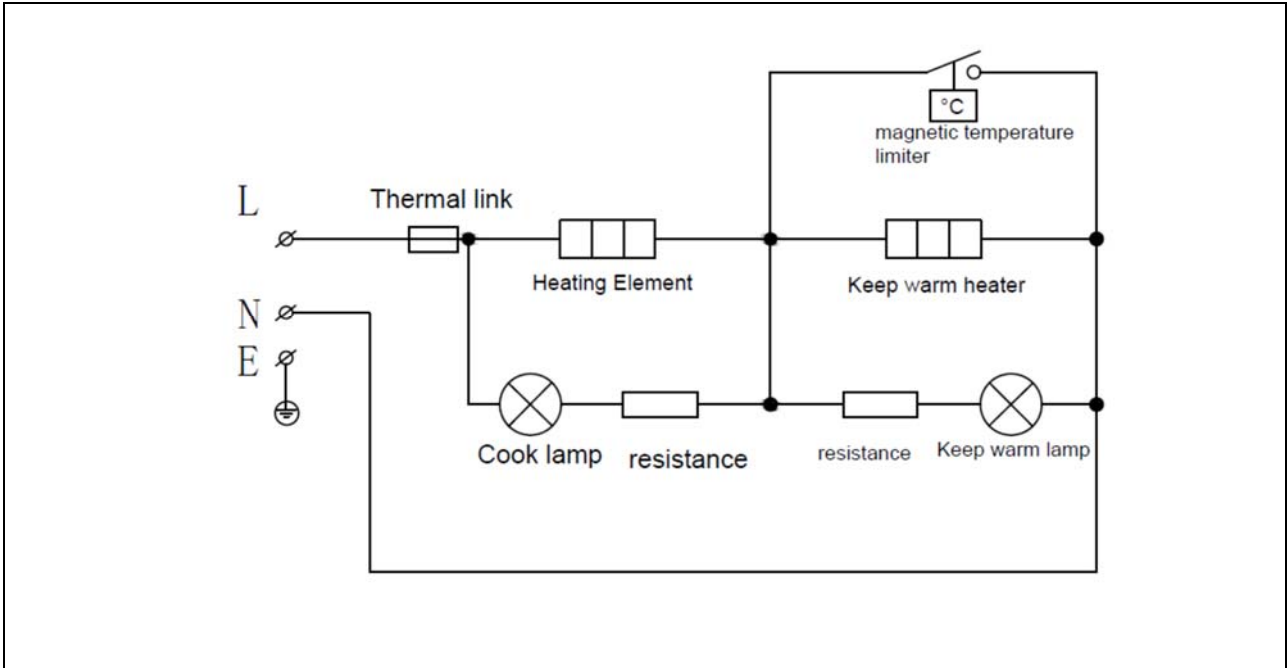 °C
magnetic temperature
limiter
L
Thermal link
Heating Element
Keep warm heater
N
E
Cook lamp
resistance
resistance
Keep warm lamp